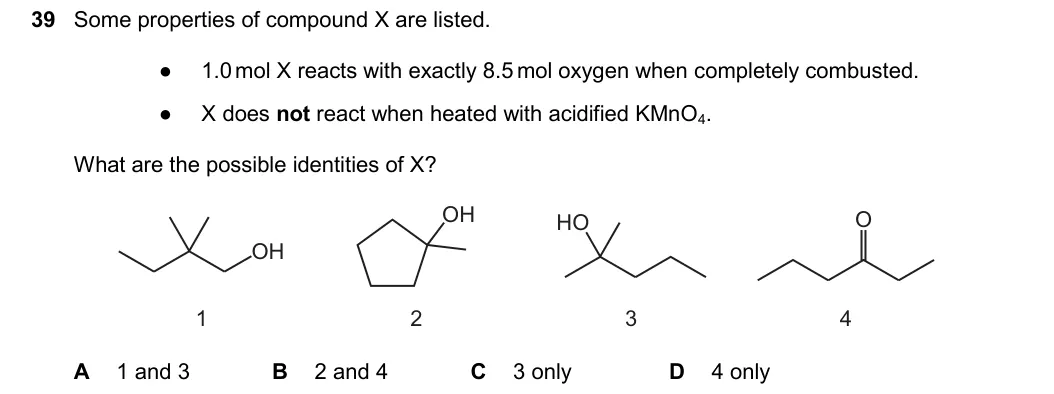 39 Some properties of compound X are listed.
● 1.0 mol X reacts with exactly 8.5 mol oxygen when completely combusted.
● X does not react when heated with acidified KMnO₄.
What are the possible identities of X?
OH OH HO O
1 2 3 4
A 1 and 3 B 2 and 4 C 3 only D 4 only